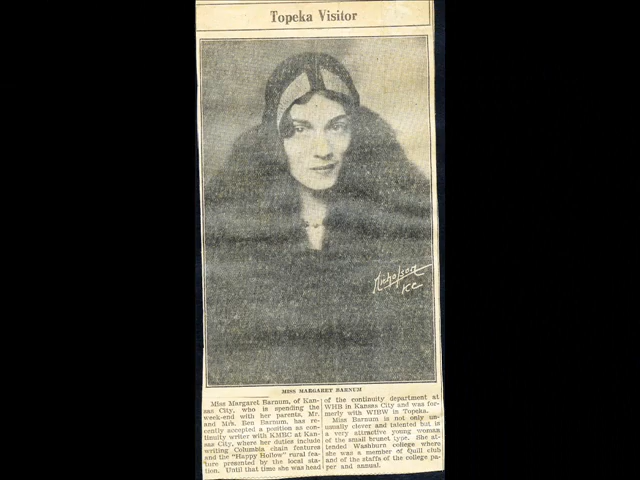 Topeka Visitor
Nicholson
KC
MISS MARGARET BARNUM
Miss Margaret Barnum, of Kan-
sas City, who is spending the
week-end with her parents, Mr.
and Mrs. Ben Barnum, has re-
cently accepted a position as con-
tinuity writer with KMBC at Kan-
sas City, where her duties include
writing Columbia chain features
and the "Happy Hollow" rural fea-
ture presented by the local sta-
tion. Until that time she was head
of the continuity department at
WHB in Kansas City and was for-
merly with WIBW in Topeka.
Miss Barnum is not only un-
usually clever and talented but is
a very attractive young woman
of the small brunet type. She at-
tended Washburn college where
she was a member of Quill club
and of the staffs of the college pa-
per and annual.